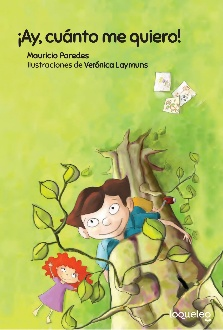 ¡Ay, cuánto me quiero!
Mauricio Paredes
Ilustraciones de Verónica Laymuns
loqueleo